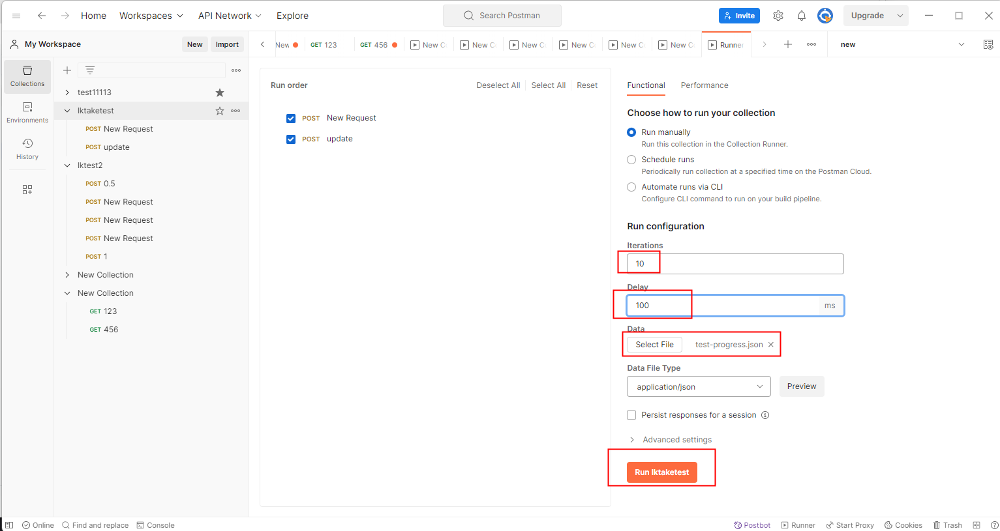 Home Workspaces API Network Explore Search Postman Invite Upgrade
My Workspace New Import New GET 123 GET 456 New C New C New C New C New C New C Runner new
Collections
Environments
History
test11113
lktaketest
POST New Request
POST update
lktest2
POST 0.5
POST New Request
POST New Request
POST New Request
POST 1
New Collection
New Collection
GET 123
GET 456
Run order Deselect All Select All Reset
POST New Request
POST update
Functional Performance
Choose how to run your collection
Run manually
Run this collection in the Collection Runner.
Schedule runs
Periodically run collection at a specified time on the Postman Cloud.
Automate runs via CLI
Configure CLI command to run on your build pipeline.
Run configuration
Iterations
10
Delay
100 ms
Data
Select File test-progress.json
Data File Type
application/json Preview
Persist responses for a session
Advanced settings
Run lktaketest
Online Find and replace Console Postbot Runner Start Proxy Cookies Trash